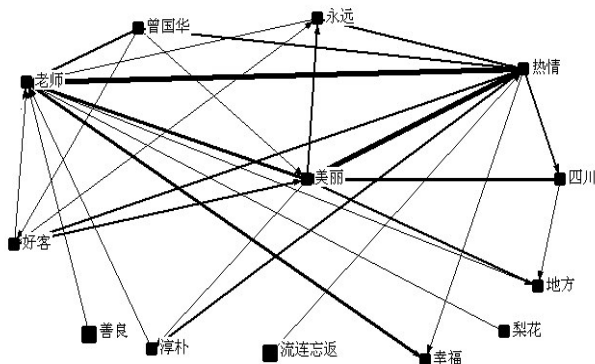 永远
曾国华
热情
老师
美丽
四川
好客
地方
善良
淳朴
流连忘返
梨花
幸福